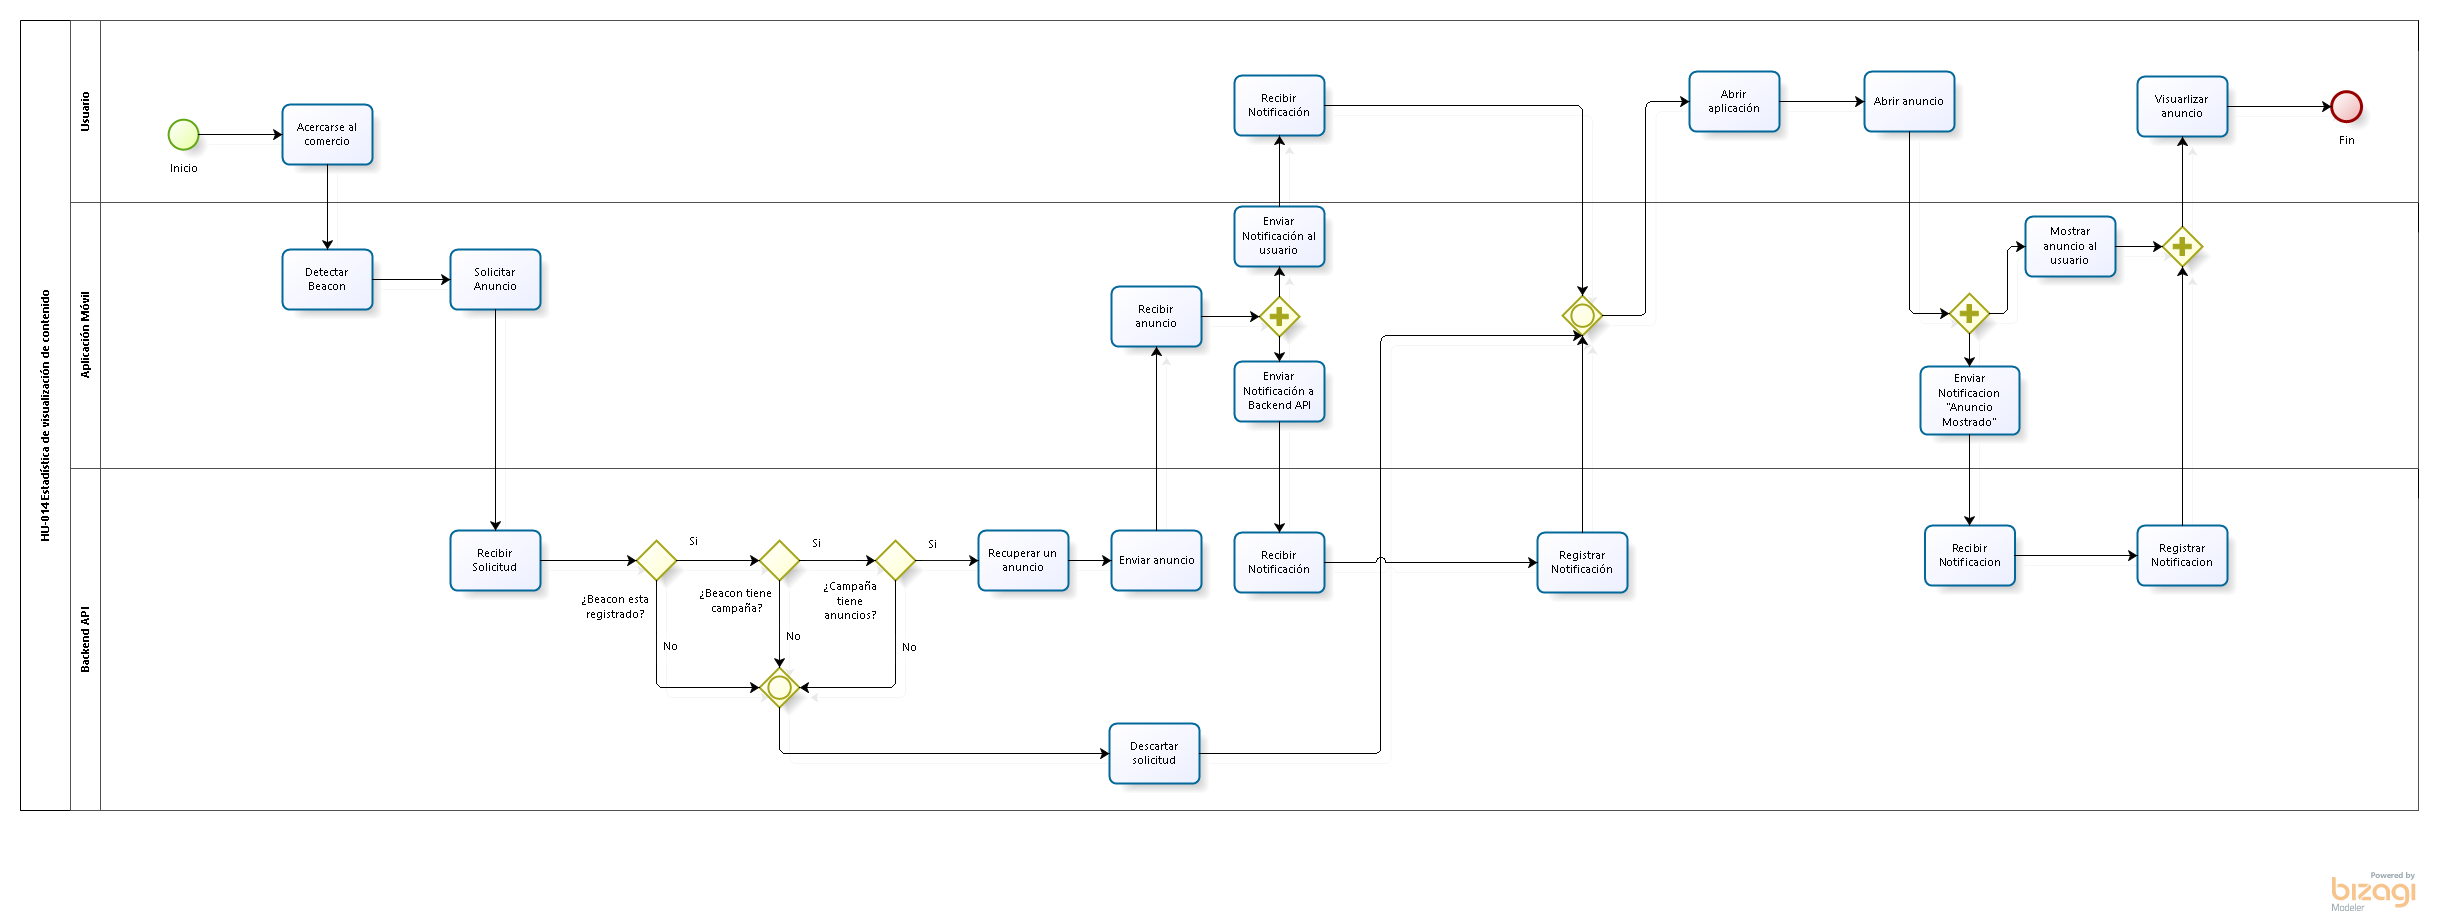 HU-014 Estadística de visualización de contenido
Usuario
Inicio
Acercarse al
comercio
Recibir
Notificación
Abrir
aplicación
Abrir anuncio
Visuarlizar
anuncio
Fin
Aplicación Móvil
Detectar
Beacon
Solicitar
Anuncio
Recibir
anuncio
Enviar
Notificación al
usuario
Enviar
Notificación a
Backend API
Mostrar
anuncio al
usuario
Enviar
Notificacion
"Anuncio
Mostrado"
Backend API
Recibir
Solicitud
Si
¿Beacon esta
registrado?
No
Si
¿Beacon tiene
campaña?
No
Si
¿Campaña
tiene
anuncios?
No
Recuperar un
anuncio
Enviar anuncio
Recibir
Notificación
Registrar
Notificación
Recibir
Notificacion
Registrar
Notificacion
Descartar
solicitud
Powered by
bizagi
Modeler